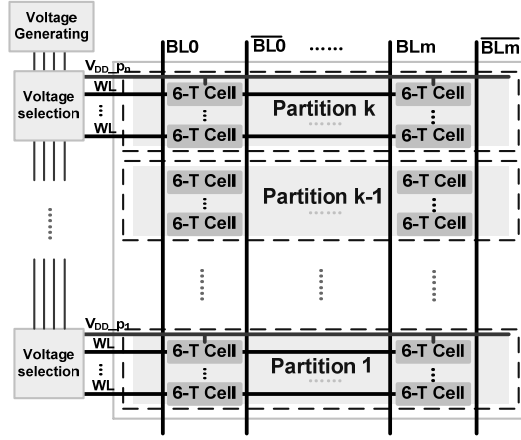 Voltage
Generating
BL0 BL0 ...... BLm BLm
V_DD_p_n
Voltage
selection
WL
...
WL
6-T Cell
6-T Cell
Partition k
......
6-T Cell
6-T Cell
6-T Cell
6-T Cell
Partition k-1
......
6-T Cell
6-T Cell
V_DD_p_1
Voltage
selection
WL
...
WL
6-T Cell
6-T Cell
Partition 1
......
6-T Cell
6-T Cell